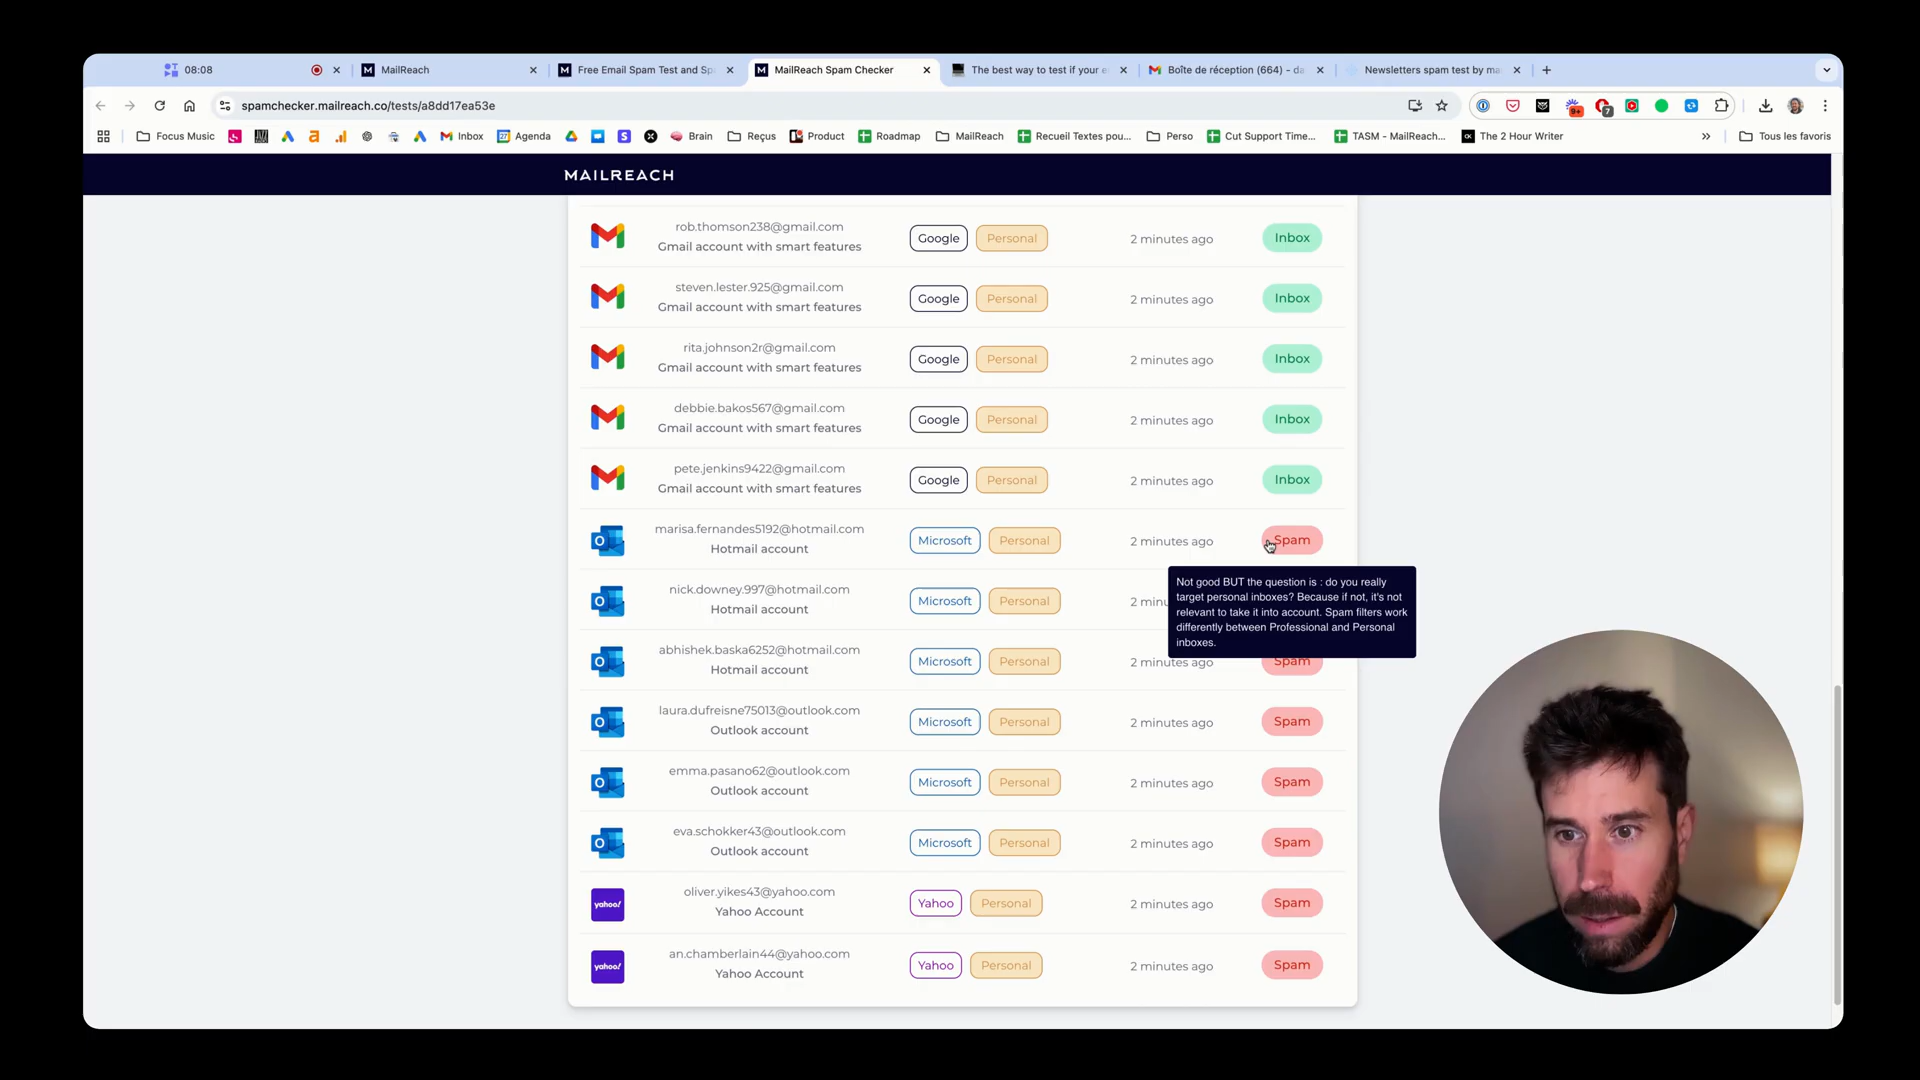 08:08
MailReach
Free Email Spam Test and Sp
MailReach Spam Checker
The best way to test if your e
Boîte de réception (664) - da
Newsletters spam test by ma
spamchecker.mailreach.co/tests/a8dd17ea53e
9+
7
Focus Music
Inbox
27
Agenda
Brain
Reçus
Product
Roadmap
MailReach
Recueil Textes pou...
Perso
Cut Support Time...
TASM - MailReach...
The 2 Hour Writer
»
Tous les favoris
MAILREACH
rob.thomson238@gmail.com
Gmail account with smart features
Google
Personal
2 minutes ago
Inbox
steven.lester.925@gmail.com
Gmail account with smart features
Google
Personal
2 minutes ago
Inbox
rita.johnson2r@gmail.com
Gmail account with smart features
Google
Personal
2 minutes ago
Inbox
debbie.bakos567@gmail.com
Gmail account with smart features
Google
Personal
2 minutes ago
Inbox
pete.jenkins9422@gmail.com
Gmail account with smart features
Google
Personal
2 minutes ago
Inbox
marisa.fernandes5192@hotmail.com
Hotmail account
Microsoft
Personal
2 minutes ago
Spam
Not good BUT the question is : do you really
target personal inboxes? Because if not, it's not
relevant to take it into account. Spam filters work
differently between Professional and Personal
inboxes.
nick.downey.997@hotmail.com
Hotmail account
Microsoft
Personal
2 minu
abhishek.baska6252@hotmail.com
Hotmail account
Microsoft
Personal
2 minutes ago
Spam
laura.dufreisne75013@outlook.com
Outlook account
Microsoft
Personal
2 minutes ago
Spam
emma.pasano62@outlook.com
Outlook account
Microsoft
Personal
2 minutes ago
Spam
eva.schokker43@outlook.com
Outlook account
Microsoft
Personal
2 minutes ago
Spam
yahoo!
oliver.yikes43@yahoo.com
Yahoo Account
Yahoo
Personal
2 minutes ago
Spam
yahoo!
an.chamberlain44@yahoo.com
Yahoo Account
Yahoo
Personal
2 minutes ago
Spam